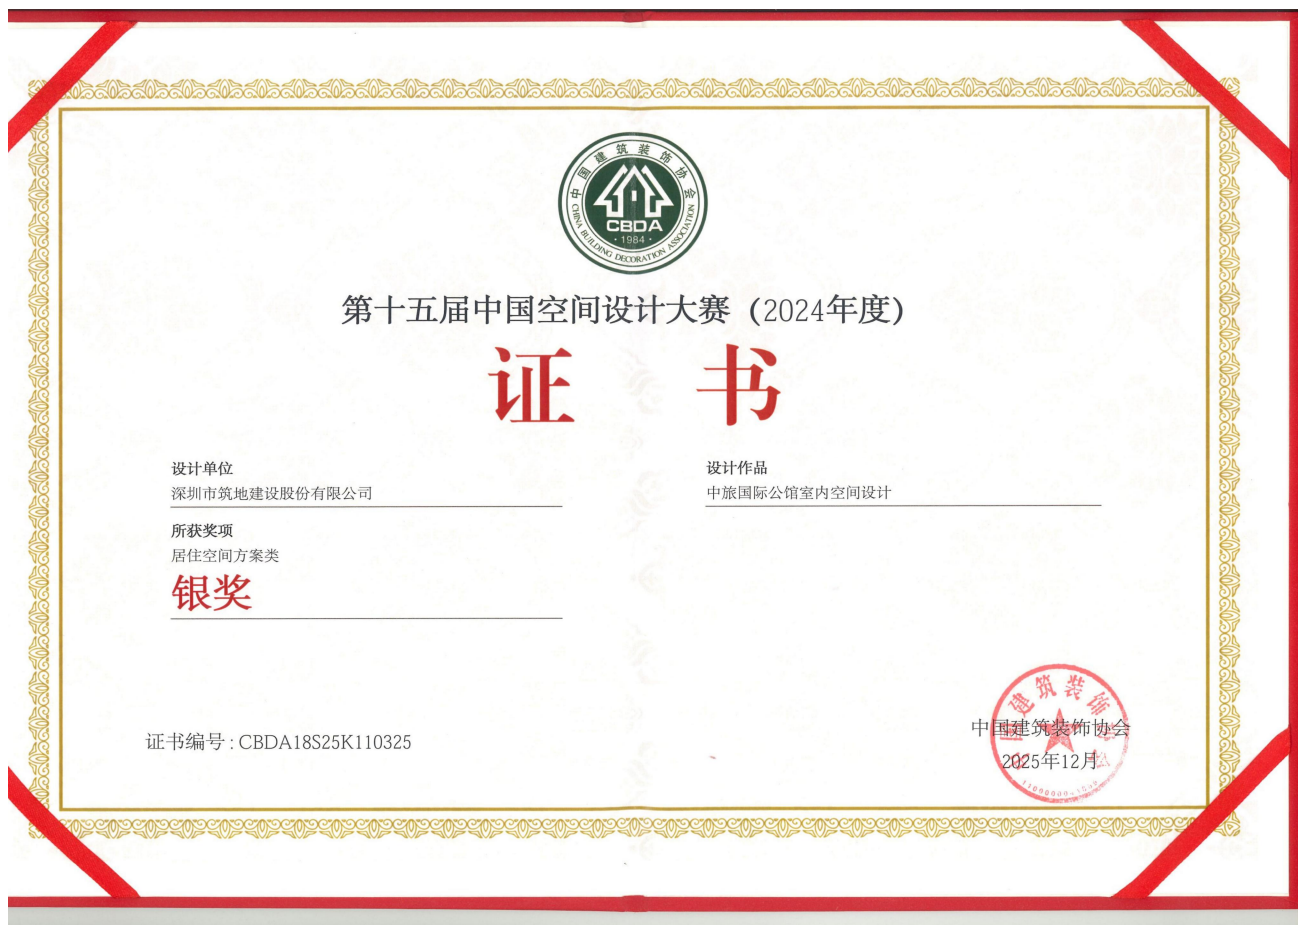 中国建筑装饰协会
CBDA
·1984·
CHINA BUILDING DECORATION ASSOCIATION
第十五届中国空间设计大赛（2024年度）
证书
设计单位
深圳市筑地建设股份有限公司
设计作品
中旅国际公馆室内空间设计
所获奖项
居住空间方案类
银奖
证书编号：CBDA18S25K110325
中国建筑装饰协会
2025年12月
中国建筑装饰协会